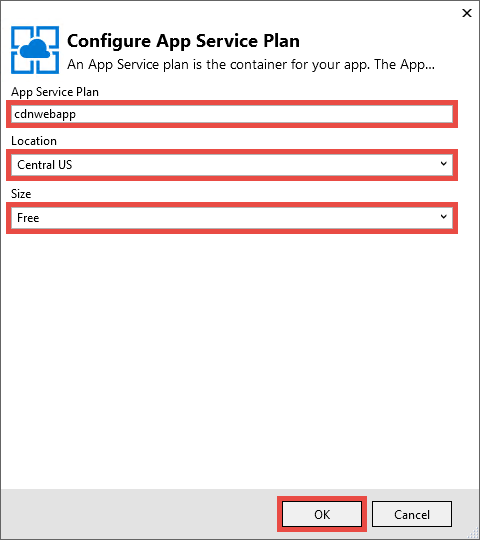 Configure App Service Plan
An App Service plan is the container for your app. The App...
App Service Plan
cdnwebapp
Location
Central US
Size
Free
OK
Cancel